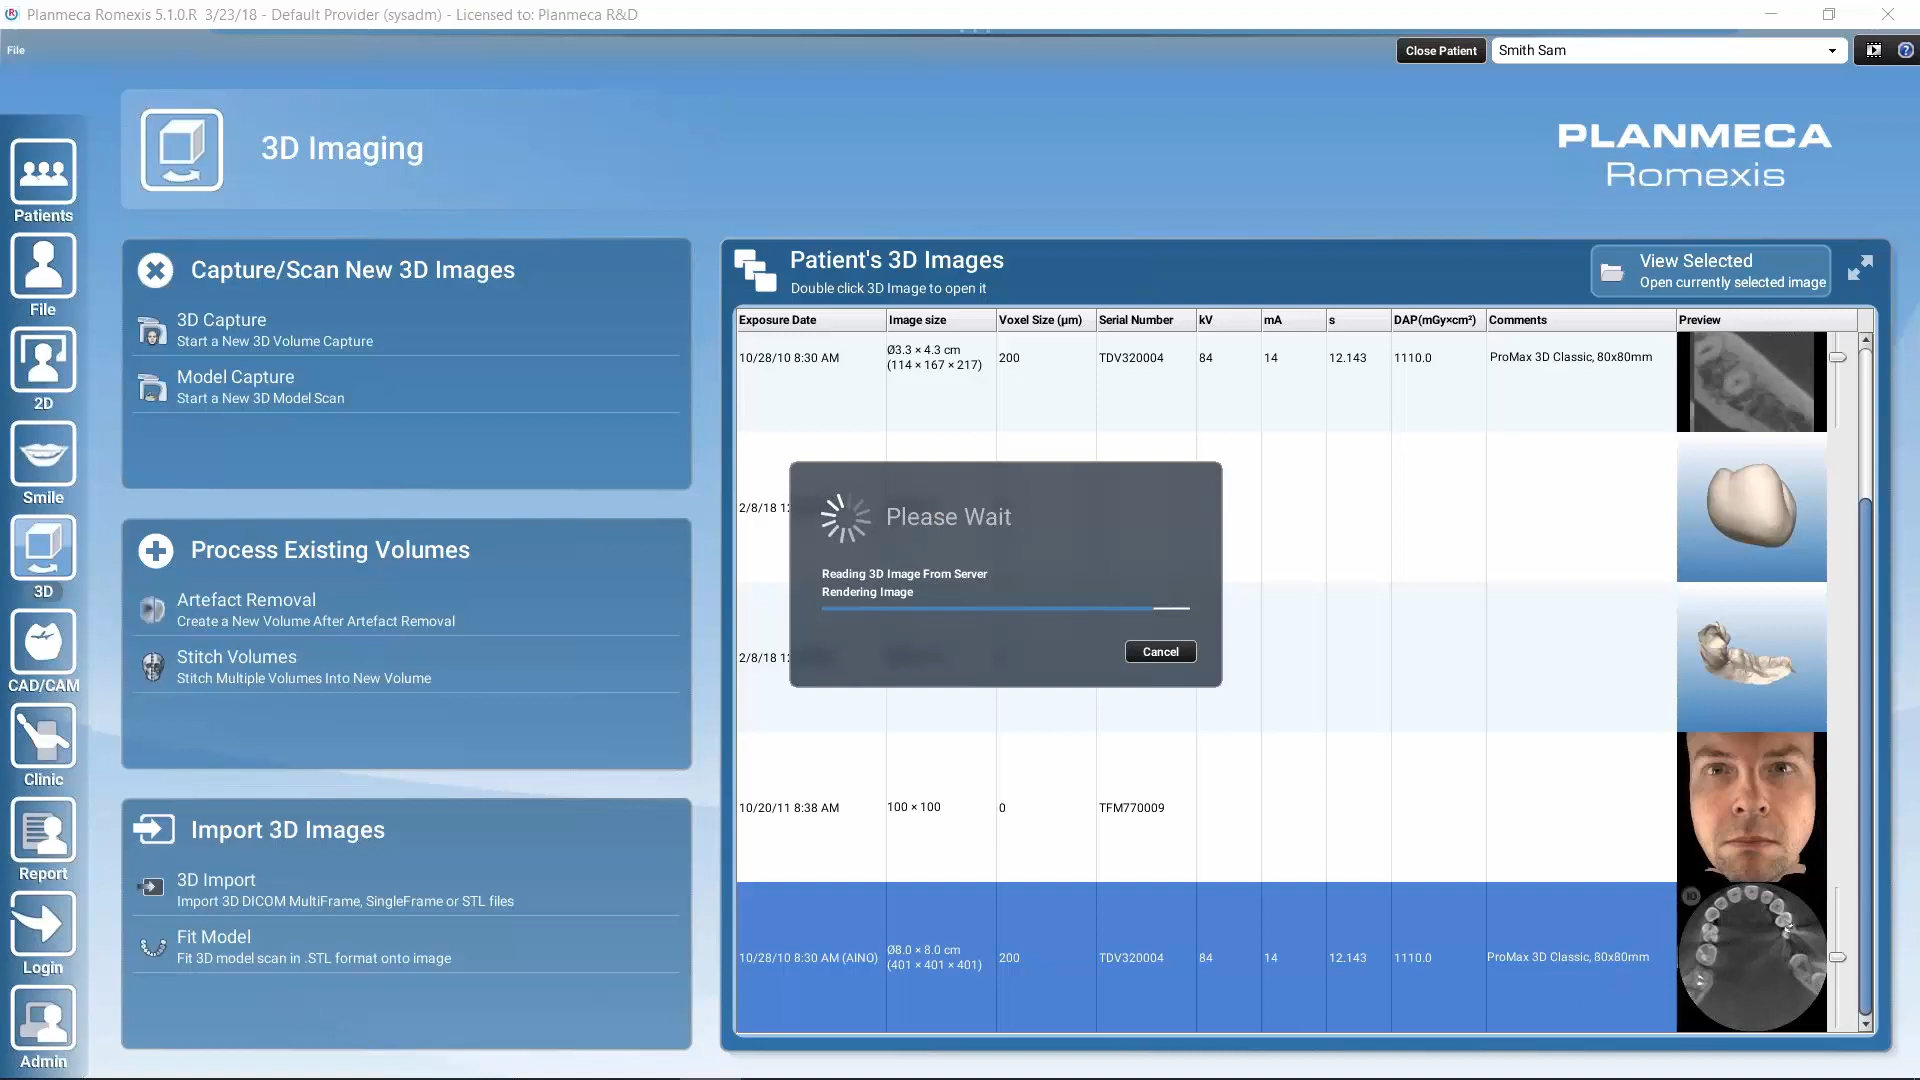 Planmeca Romexis 5.1.0.R  3/23/18 - Default Provider (sysadm) - Licensed to: Planmeca R&D
File
Close Patient
Smith Sam
3D Imaging
PLANMECA
Romexis
Patients
File
2D
Smile
3D
CAD/CAM
Clinic
Report
Login
Admin
Capture/Scan New 3D Images
3D Capture
Start a New 3D Volume Capture
Model Capture
Start a New 3D Model Scan
Process Existing Volumes
Artefact Removal
Create a New Volume After Artefact Removal
Stitch Volumes
Stitch Multiple Volumes Into New Volume
Import 3D Images
3D Import
Import 3D DICOM MultiFrame, SingleFrame or STL files
Fit Model
Fit 3D model scan in .STL format onto image
Patient's 3D Images
Double click 3D Image to open it
View Selected
Open currently selected image
Exposure Date Image size Voxel Size (µm) Serial Number kV mA s DAP(mGy×cm²) Comments Preview
10/28/10 8:30 AM Ø3.3 × 4.3 cm (114 × 167 × 217) 200 TDV320004 84 14 12.143 1110.0 ProMax 3D Classic, 80x80mm
2/8/18
Please Wait
Reading 3D Image From Server
Rendering Image
Cancel
2/8/18
10/20/11 8:38 AM 100 × 100 0 TFM770009
10/28/10 8:30 AM (AINO) Ø8.0 × 8.0 cm (401 × 401 × 401) 200 TDV320004 84 14 12.143 1110.0 ProMax 3D Classic, 80x80mm